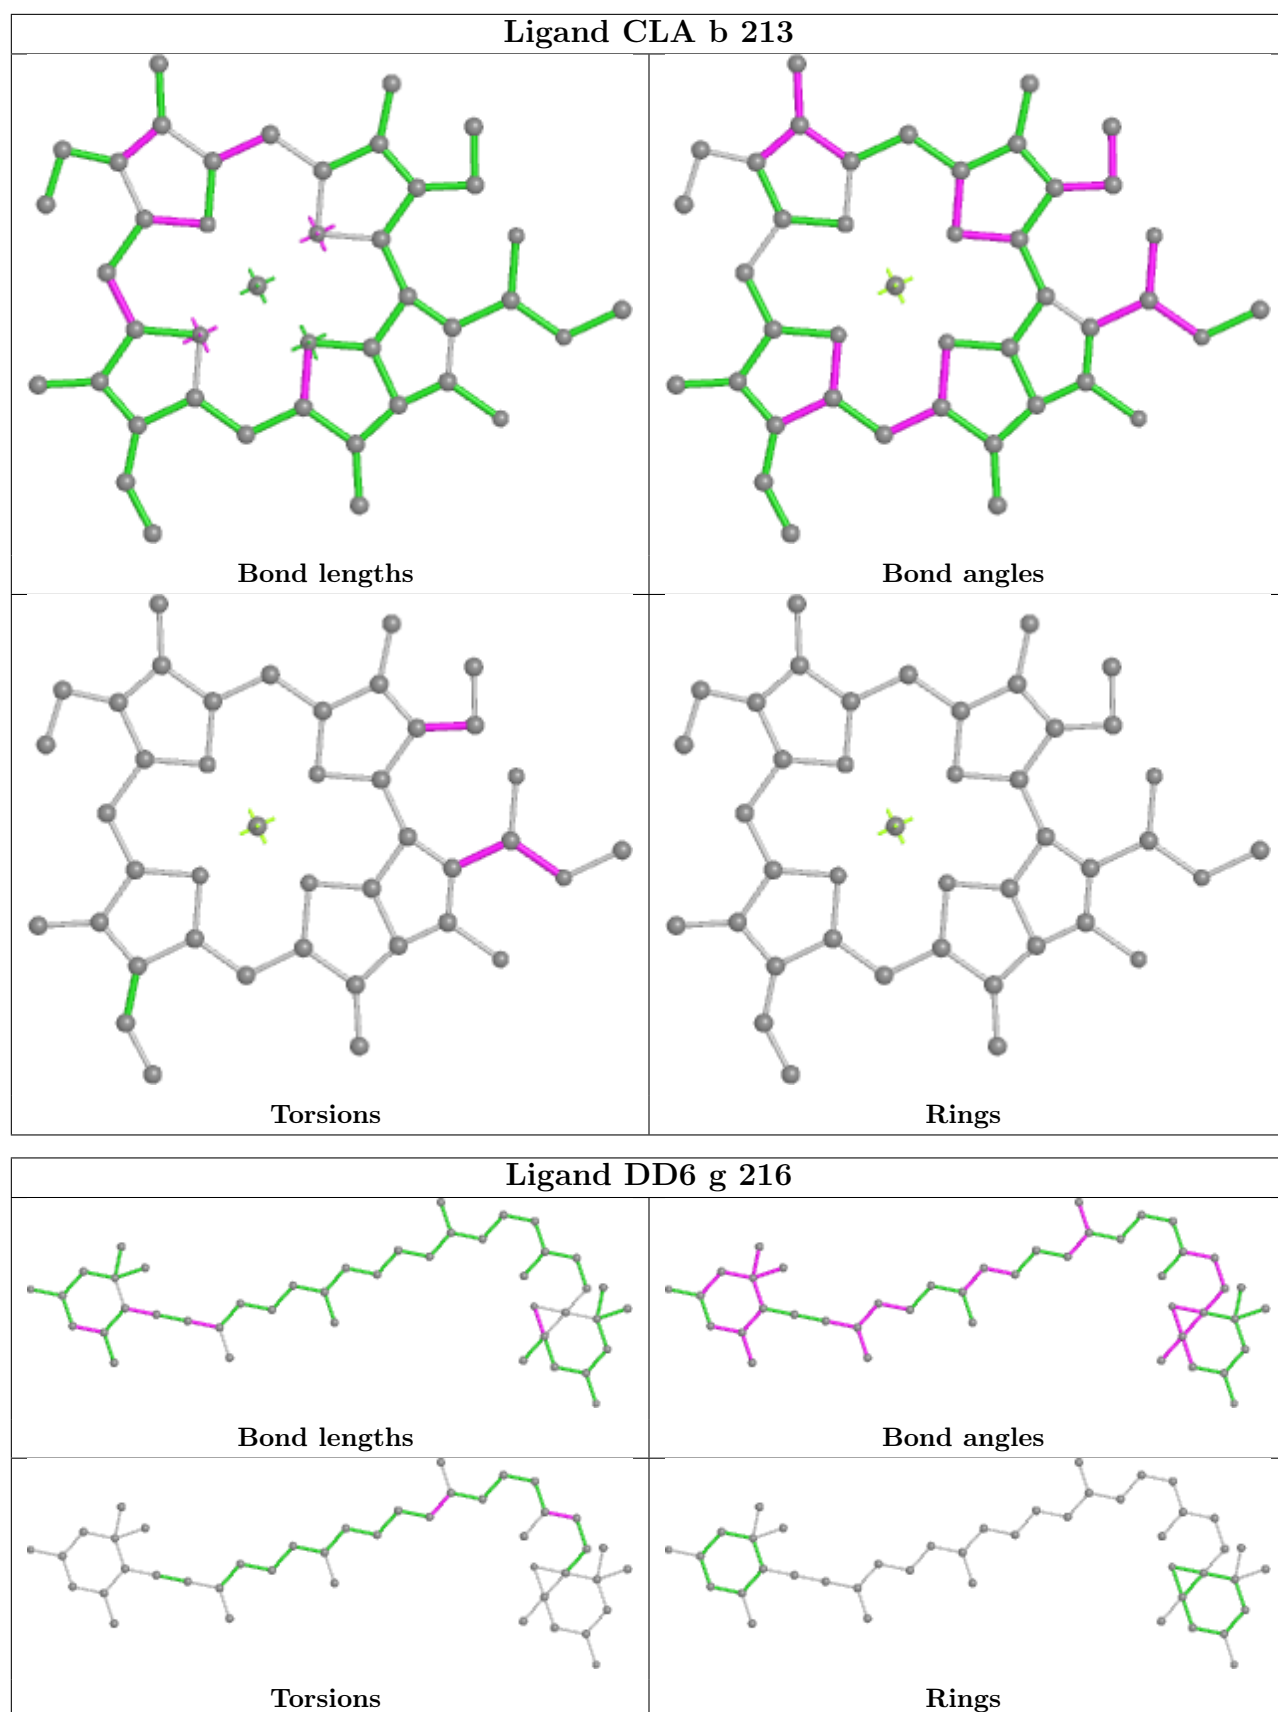 Ligand CLA b 213
Bond lengths
Bond angles
Torsions
Rings
Ligand DD6 g 216
Bond lengths
Bond angles
Torsions
Rings